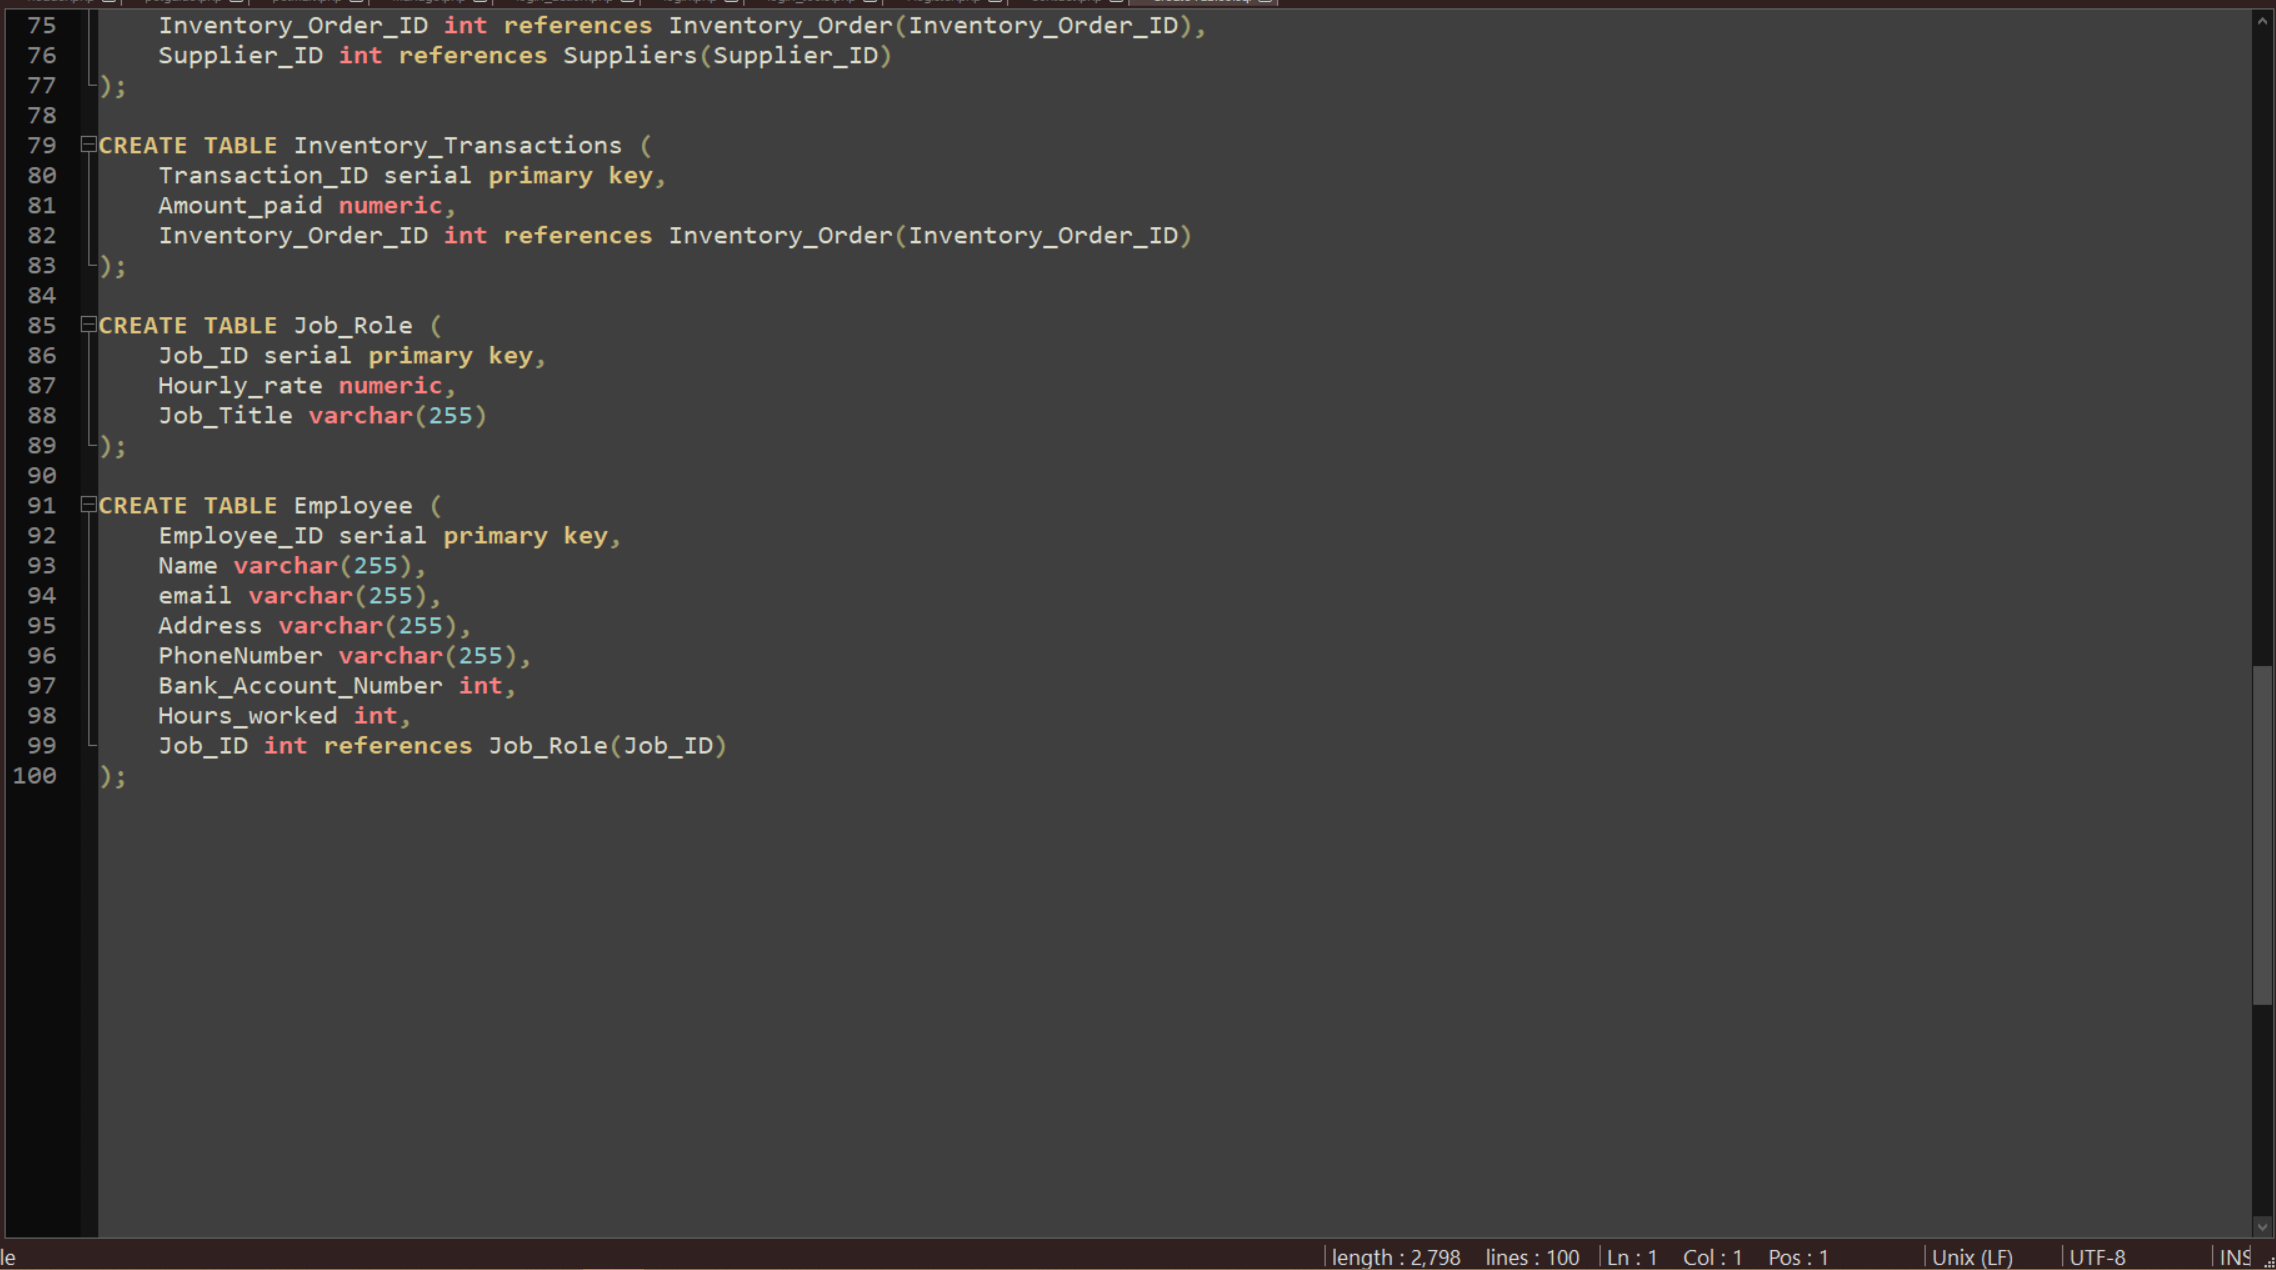 75 Inventory_Order_ID int references Inventory_Order(Inventory_Order_ID),
76 Supplier_ID int references Suppliers(Supplier_ID)
77 );
78
79 CREATE TABLE Inventory_Transactions (
80 Transaction_ID serial primary key,
81 Amount_paid numeric,
82 Inventory_Order_ID int references Inventory_Order(Inventory_Order_ID)
83 );
84
85 CREATE TABLE Job_Role (
86 Job_ID serial primary key,
87 Hourly_rate numeric,
88 Job_Title varchar(255)
89 );
90
91 CREATE TABLE Employee (
92 Employee_ID serial primary key,
93 Name varchar(255),
94 email varchar(255),
95 Address varchar(255),
96 PhoneNumber varchar(255),
97 Bank_Account_Number int,
98 Hours_worked int,
99 Job_ID int references Job_Role(Job_ID)
100 );
le length : 2,798 lines : 100 Ln : 1 Col : 1 Pos : 1 Unix (LF) UTF-8 INS